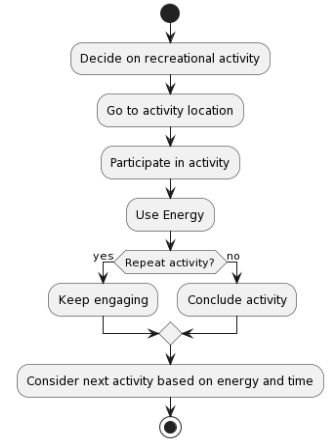 Decide on recreational activity
Go to activity location
Participate in activity
Use Energy
yes
Repeat activity?
no
Keep engaging
Conclude activity
Consider next activity based on energy and time